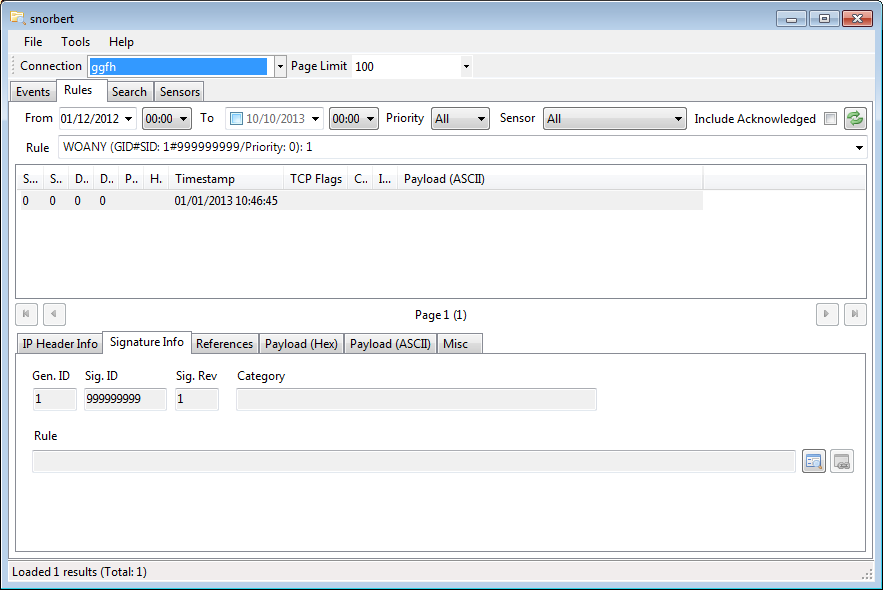 snorbert
File Tools Help
Connection ggfh Page Limit 100
Events Rules Search Sensors
From 01/12/2012 00:00 To 10/10/2013 00:00 Priority All Sensor All Include Acknowledged
Rule WOANY (GID#SID: 1#999999999/Priority: 0): 1
S... S.. D.. D.. P.. H. Timestamp TCP Flags C.. I... Payload (ASCII)
0 0 0 0 01/01/2013 10:46:45
Page 1 (1)
IP Header Info Signature Info References Payload (Hex) Payload (ASCII) Misc
Gen. ID Sig. ID Sig. Rev Category
1 999999999 1
Rule
Loaded 1 results (Total: 1)